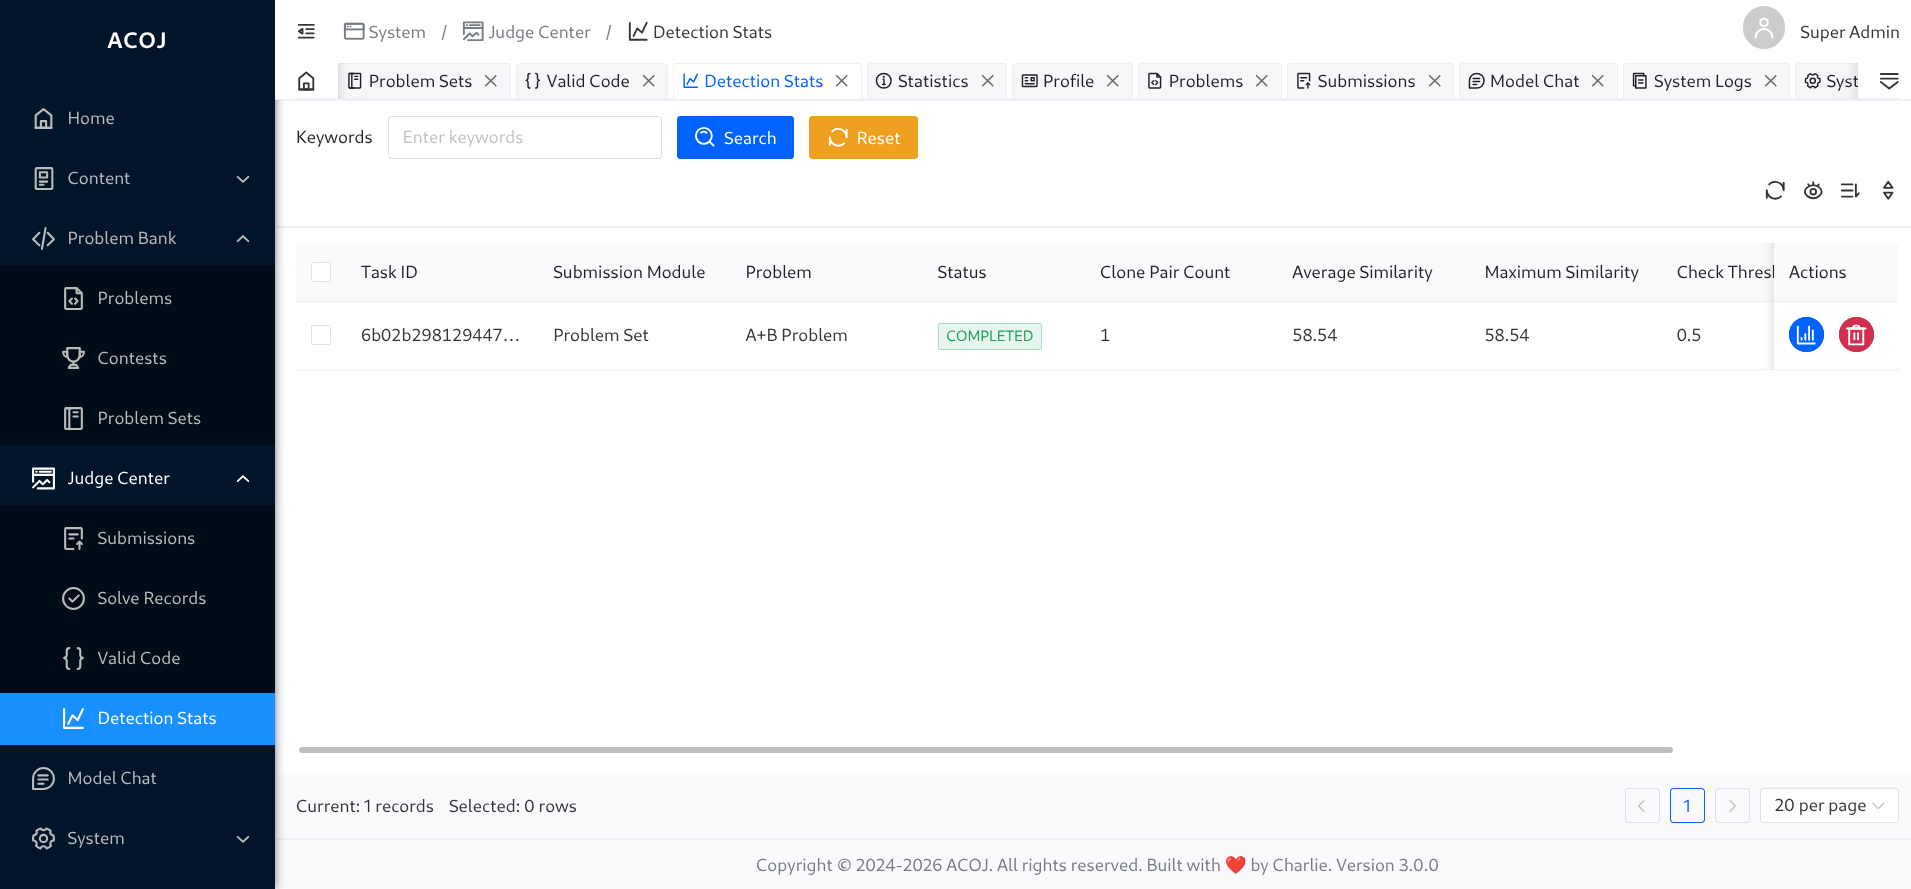 ACOJ
Home
Content
Problem Bank
Problems
Contests
Problem Sets
Judge Center
Submissions
Solve Records
Valid Code
Detection Stats
Model Chat
System
System / Judge Center / Detection Stats
Super Admin
Problem Sets Valid Code Detection Stats Statistics Profile Problems Submissions Model Chat System Logs Syst
Keywords Enter keywords Search Reset
Task ID Submission Module Problem Status Clone Pair Count Average Similarity Maximum Similarity Check Thresh Actions
6b02b298129447... Problem Set A+B Problem COMPLETED 1 58.54 58.54 0.5
Current: 1 records Selected: 0 rows
1 20 per page
Copyright © 2024-2026 ACOJ. All rights reserved. Built with ❤️ by Charlie. Version 3.0.0